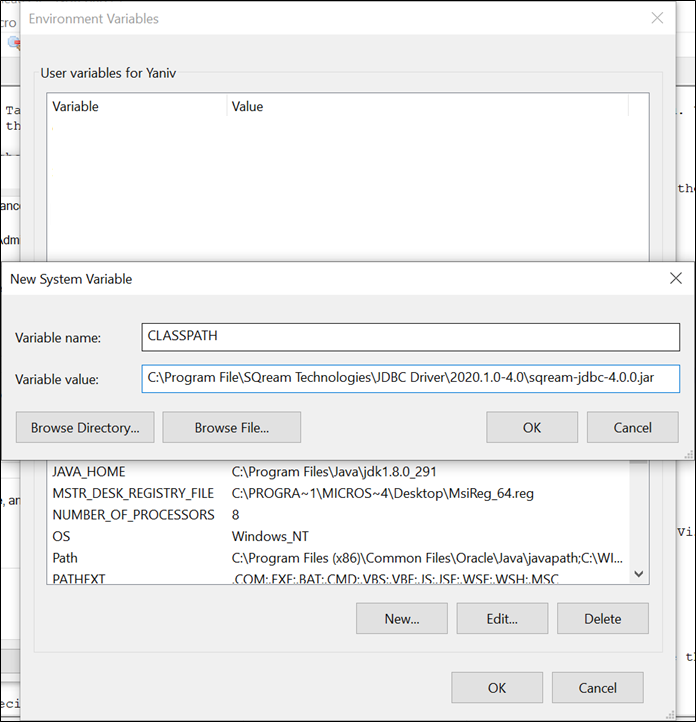 Environment Variables
User variables for Yaniv
Variable Value
New System Variable
Variable name: CLASSPATH
Variable value: C:\Program File\SQream Technologies\JDBC Driver\2020.1.0-4.0\sqream-jdbc-4.0.0.jar
Browse Directory... Browse File... OK Cancel
JAVA_HOME C:\Program Files\Java\jdk1.8.0_291
MSTR_DESK_REGISTRY_FILE C:\PROGRA~1\MICROS~4\Desktop\MsiReg_64.reg
NUMBER_OF_PROCESSORS 8
OS Windows_NT
Path C:\Program Files (x86)\Common Files\Oracle\Java\javapath;C:\WI...
PATHEXT .COM;.EXE;.BAT;.CMD;.VBS;.VBE;.JS;.JSE;.WSF;.WSH;.MSC
New... Edit... Delete
OK Cancel